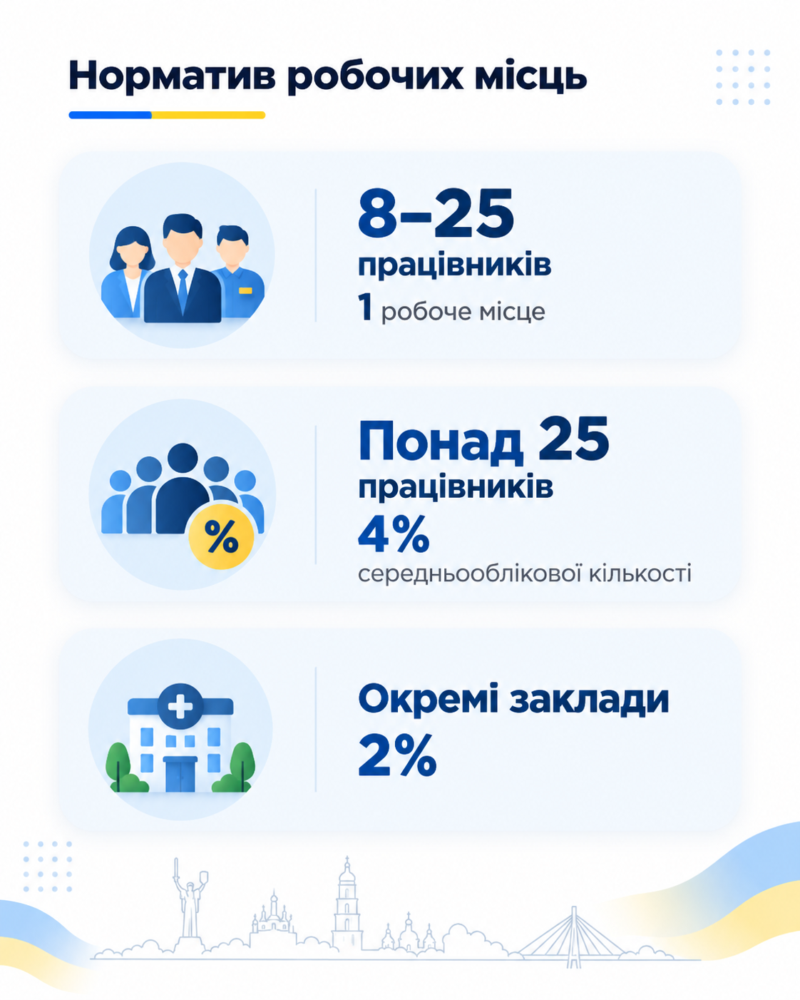 Норматив робочих місць
8–25
працівників
1 робоче місце
Понад 25
працівників
%
4%
середньооблікової кількості
Окремі заклади
2%